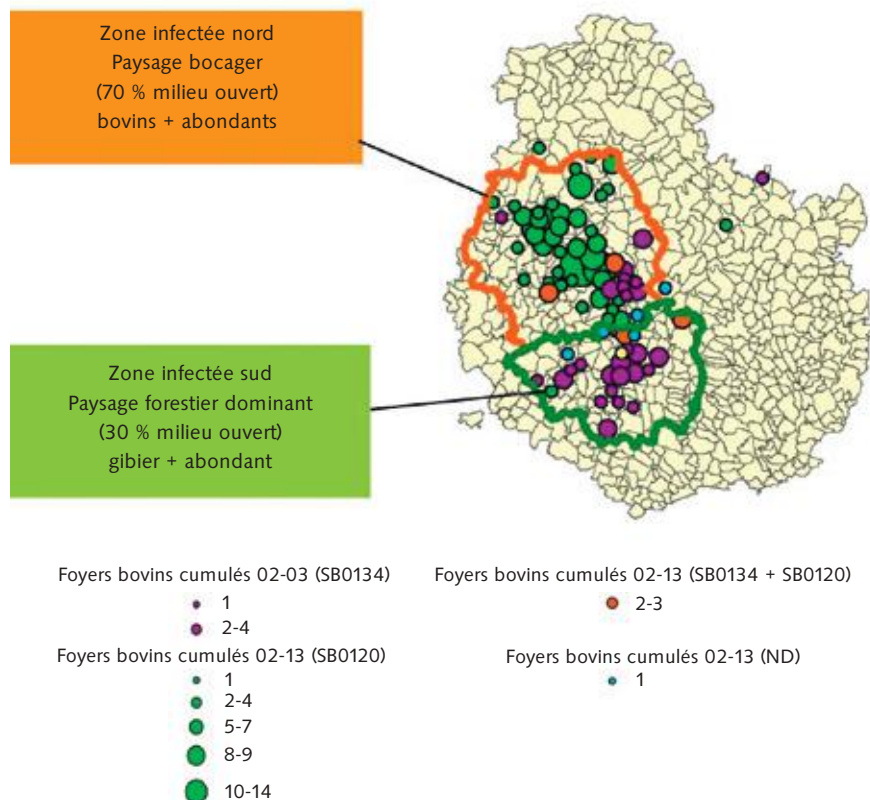 Zone infectée nord
Paysage bocager
(70 % milieu ouvert)
bovins + abondants
Zone infectée sud
Paysage forestier dominant
(30 % milieu ouvert)
gibier + abondant
Foyers bovins cumulés 02-03 (SB0134)
1
2-4
Foyers bovins cumulés 02-13 (SB0120)
1
2-4
5-7
8-9
10-14
Foyers bovins cumulés 02-13 (SB0134 + SB0120)
2-3
Foyers bovins cumulés 02-13 (ND)
1